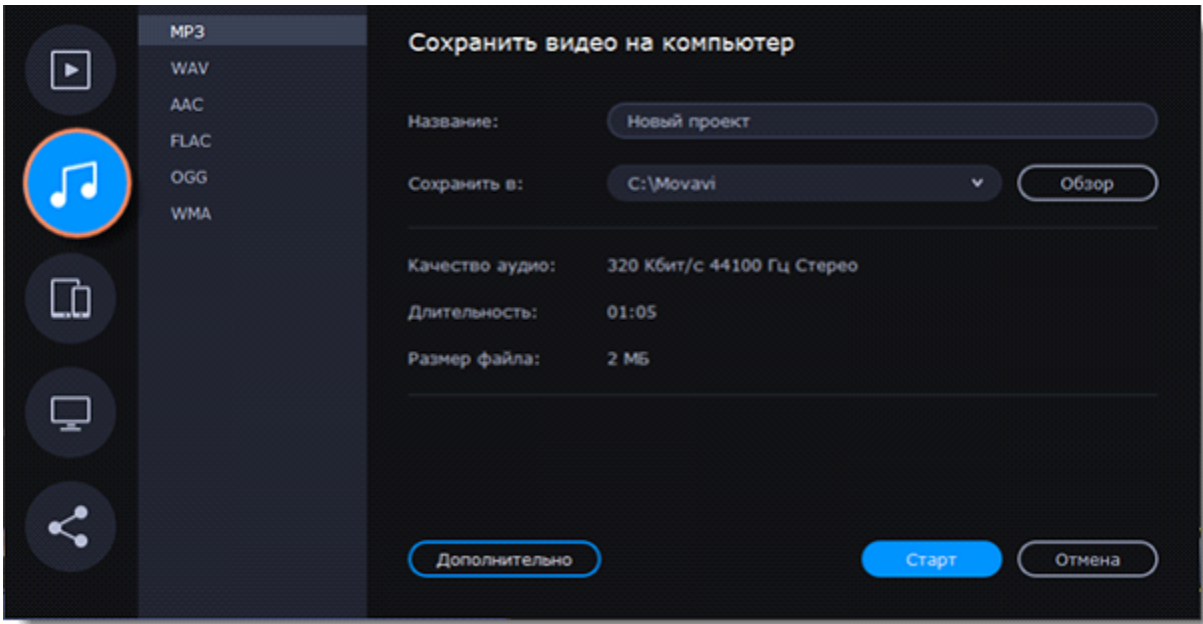 MP3
WAV
AAC
FLAC
OGG
WMA
Сохранить видео на компьютер
Название: Новый проект
Сохранить в: C:\Movavi Обзор
Качество аудио: 320 Кбит/с 44100 Гц Стерео
Длительность: 01:05
Размер файла: 2 МБ
Дополнительно Старт Отмена